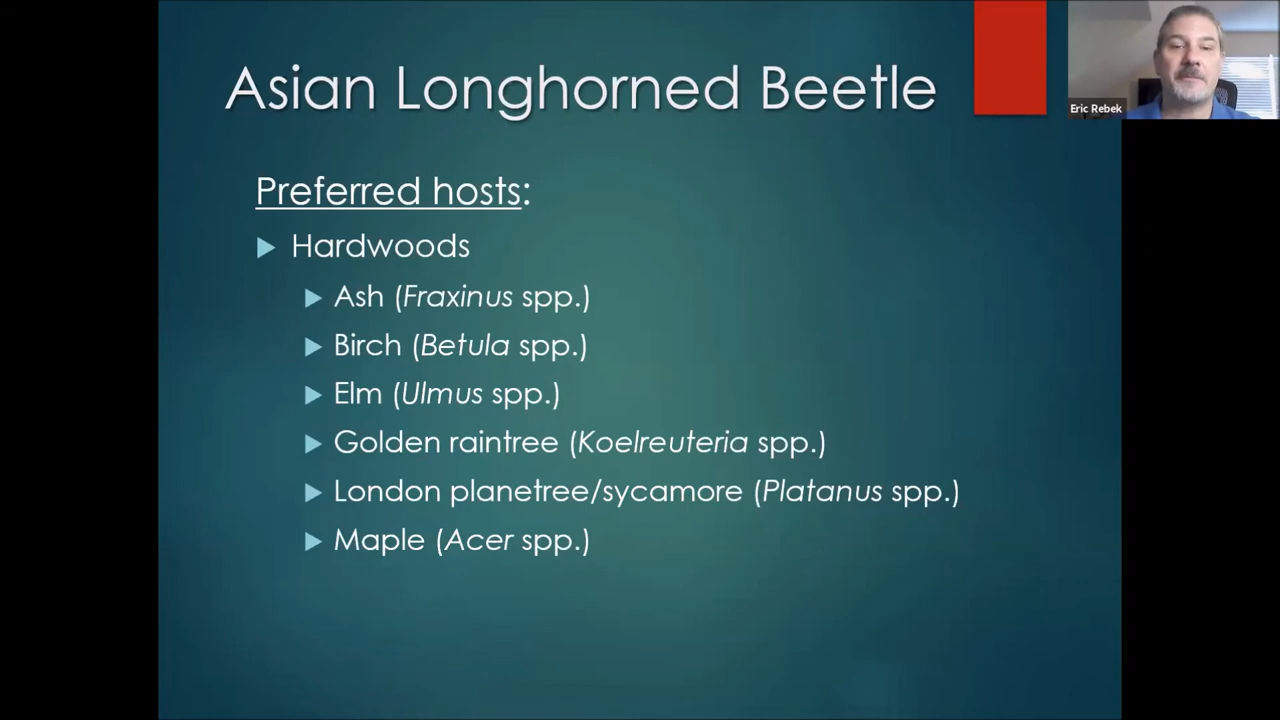 Asian Longhorned Beetle
Eric Rebek
Preferred hosts:
Hardwoods
Ash (Fraxinus spp.)
Birch (Betula spp.)
Elm (Ulmus spp.)
Golden raintree (Koelreuteria spp.)
London planetree/sycamore (Platanus spp.)
Maple (Acer spp.)